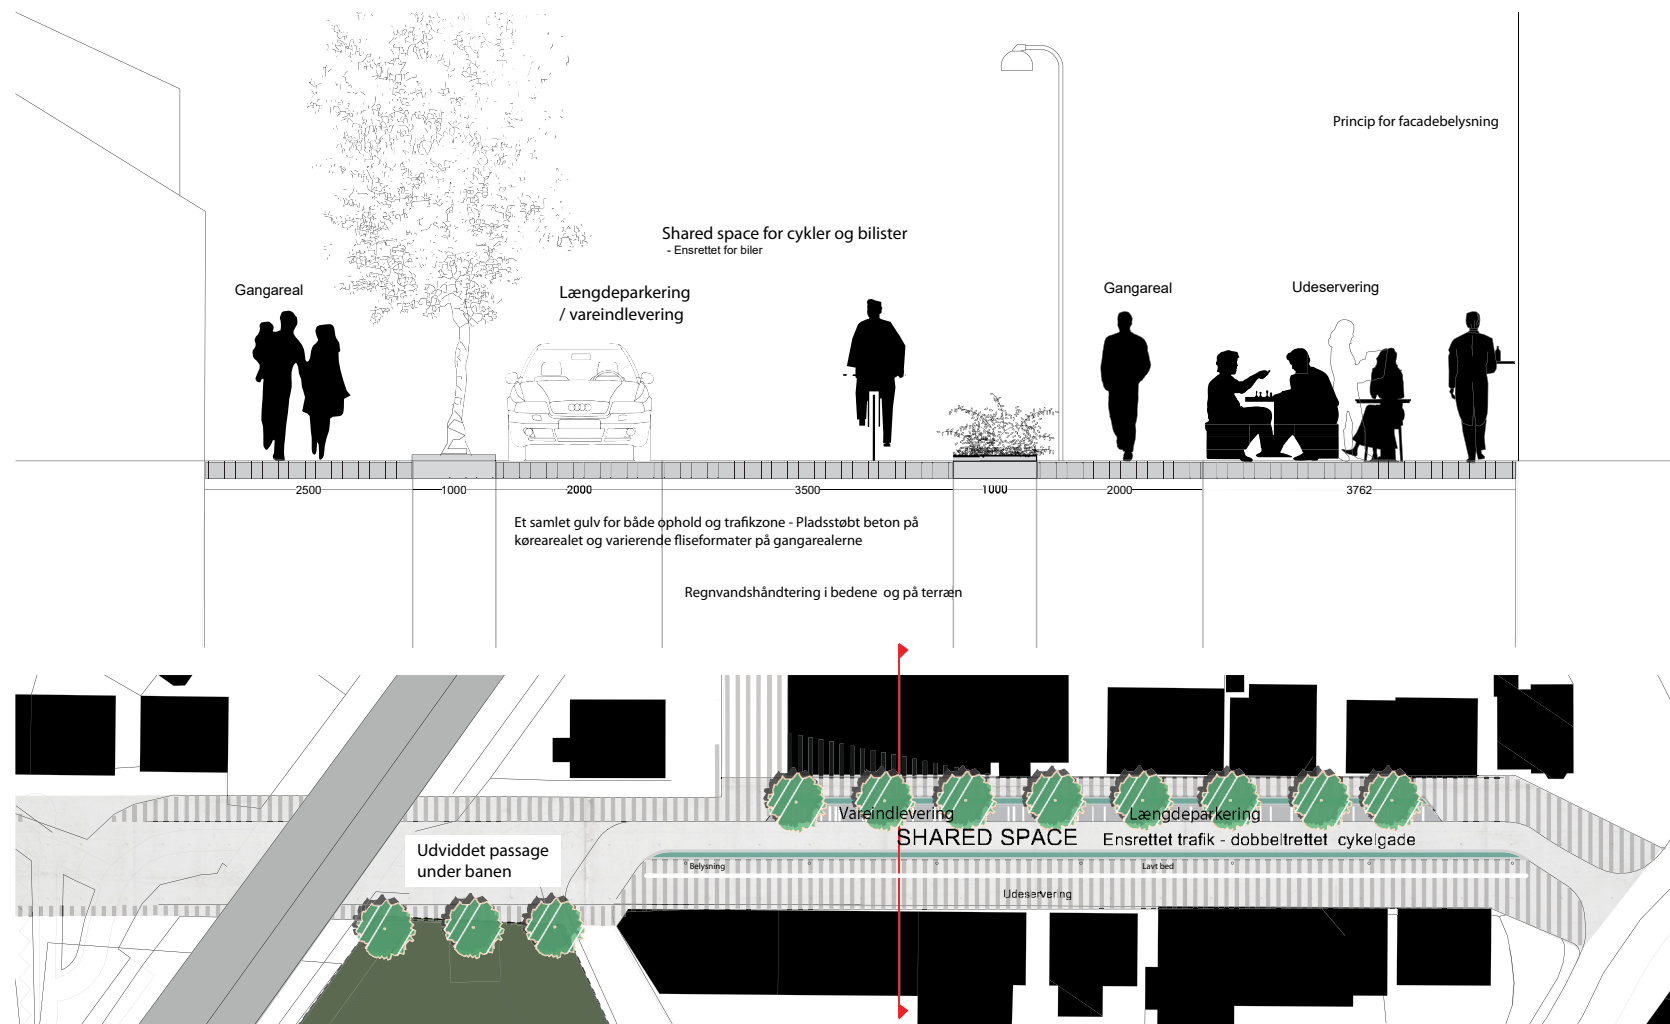 Princip for facadebelysning
Shared space for cykler og bilister
- Ensrettet for biler
Gangareal
Længdeparkering
/ vareindlevering
Gangareal
Udeservering
2500
1000
2000
3500
1000
2000
3762
Et samlet gulv for både ophold og trafikzone - Pladsstøbt beton på
kørearealet og varierende fliseformater på gangarealerne
Regnvandshåndtering i bedene og på terræn
Vareindlevering
Længdeparkering
SHARED SPACE
Ensrettet trafik - dobbeltrettet cykelgade
Udviddet passage
under banen
Belysning
Lavt bed
Udeservering